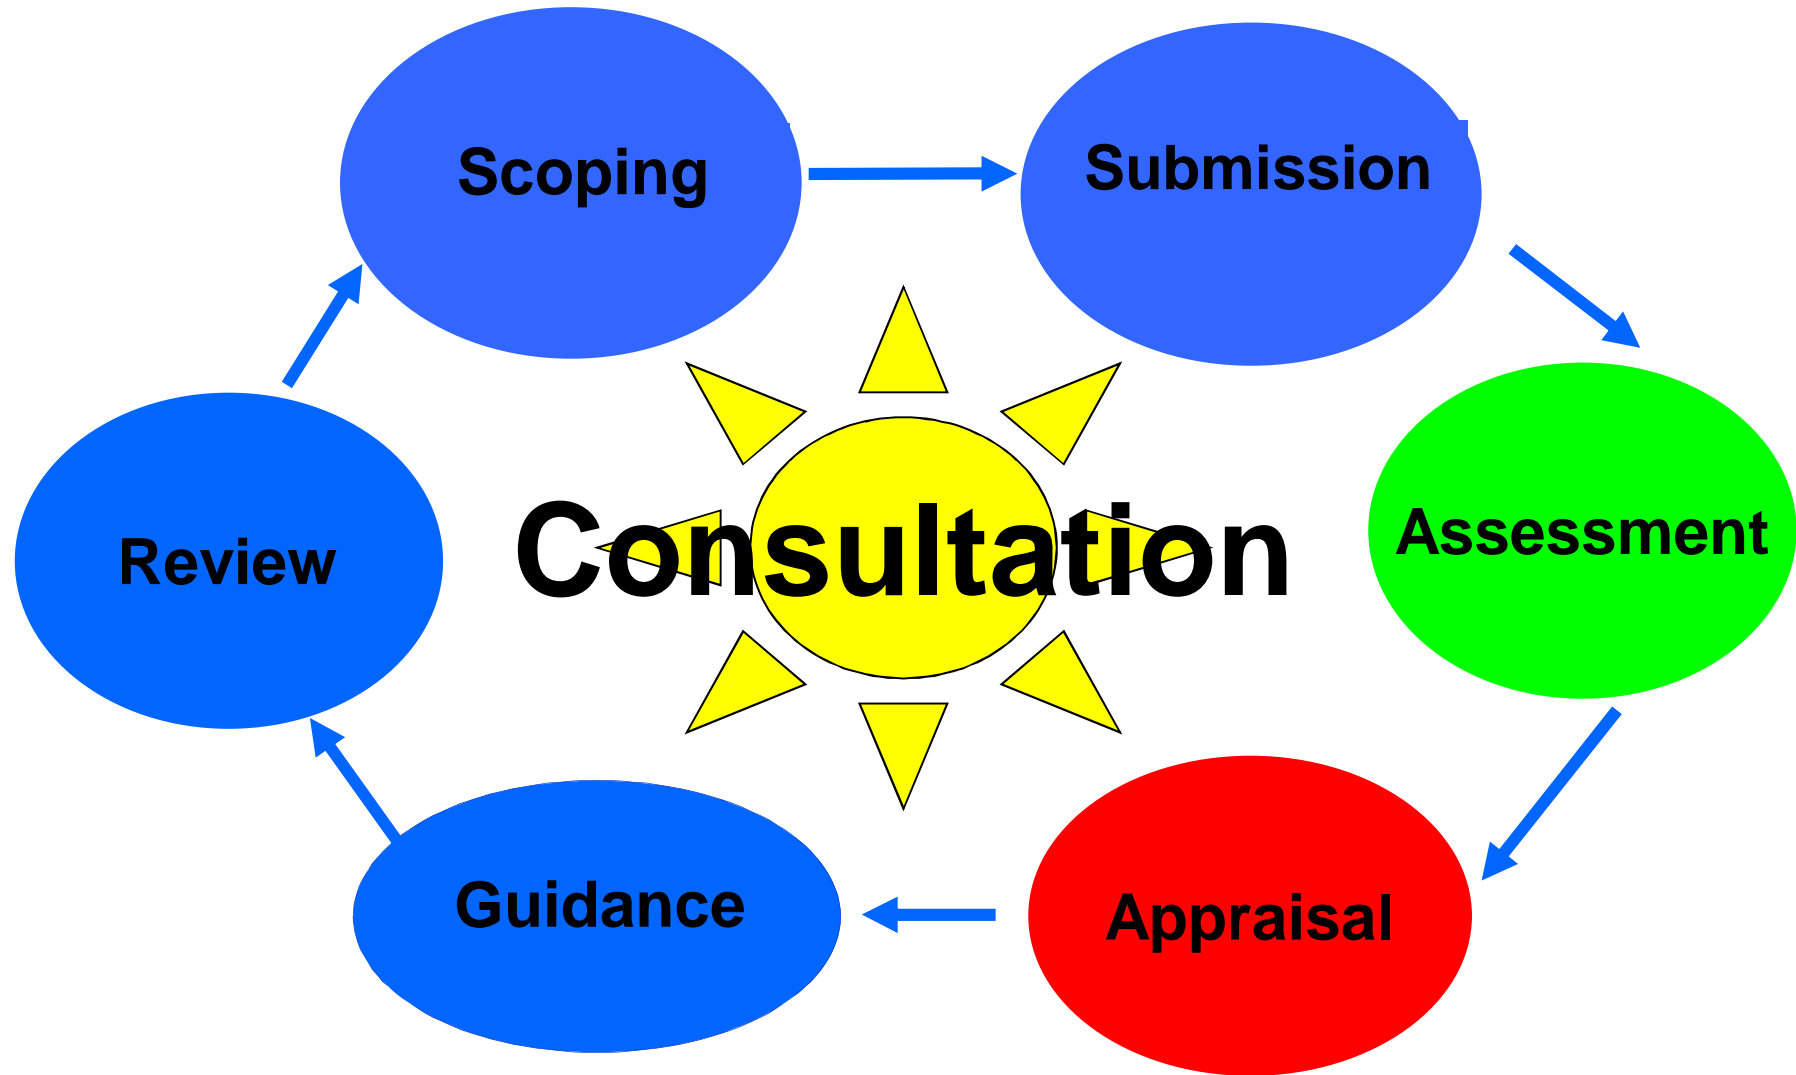 Scoping
Submission
Assessment
Consultation
Review
Guidance
Appraisal